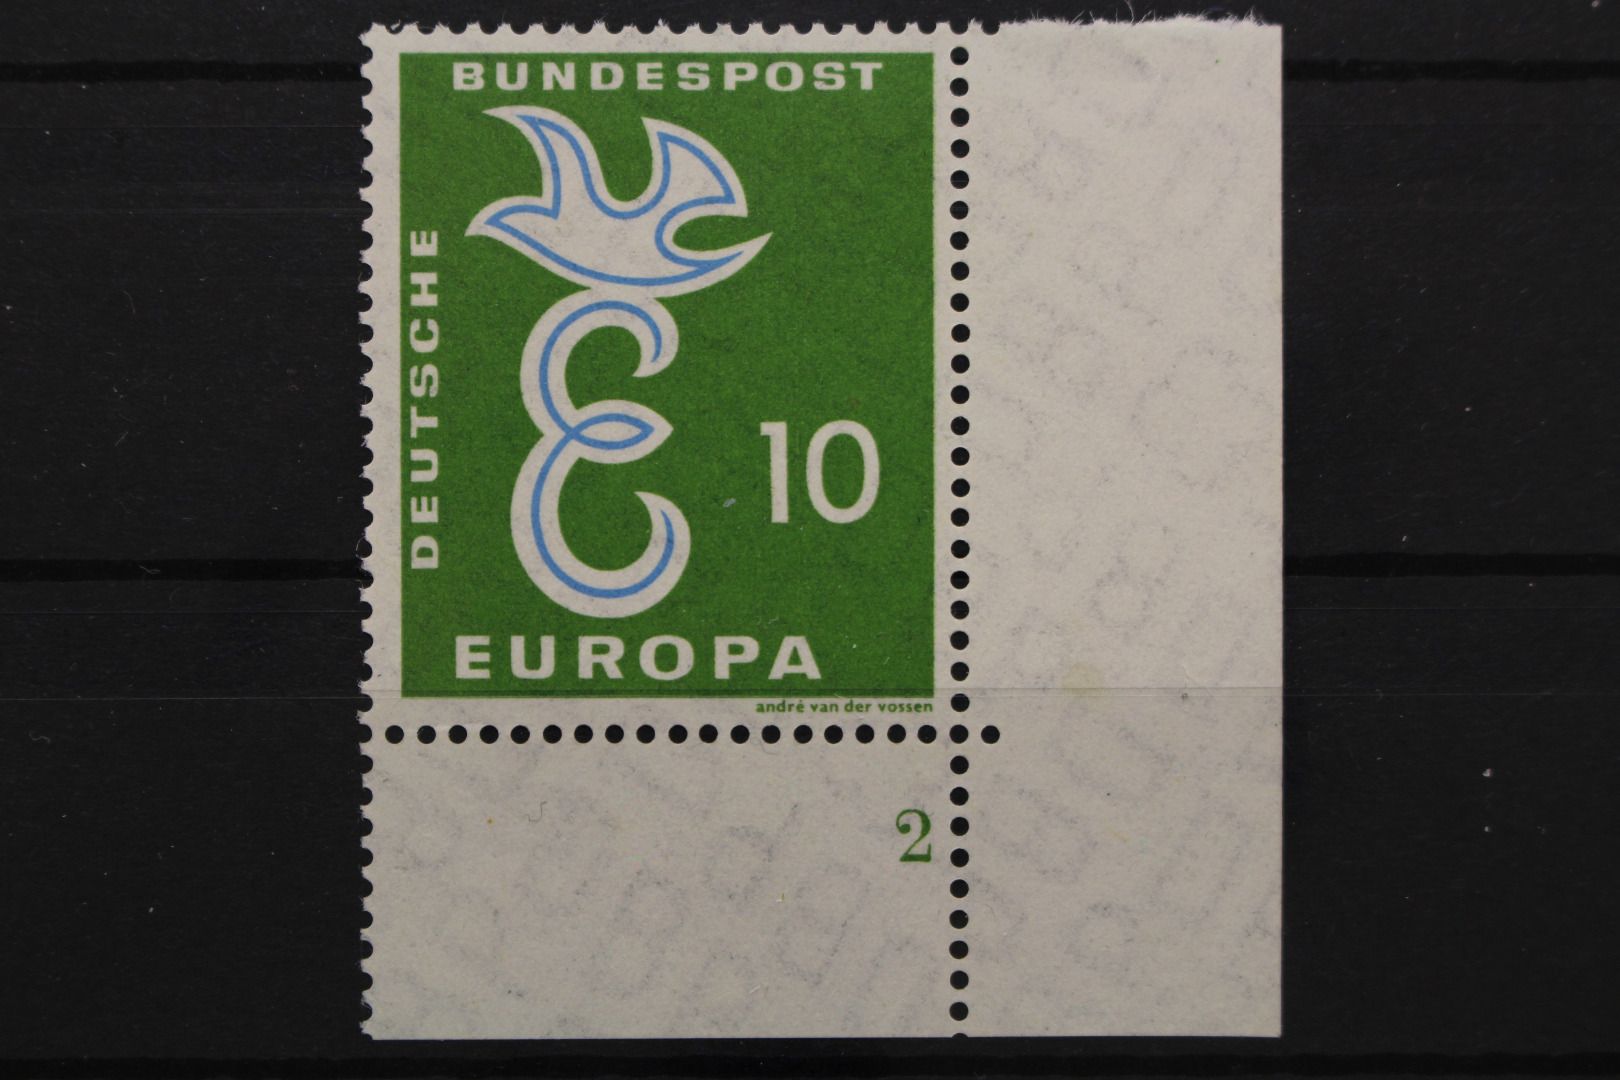 BUNDESPOST
DEUTSCHE
10
EUROPA
andré van der vossen
2